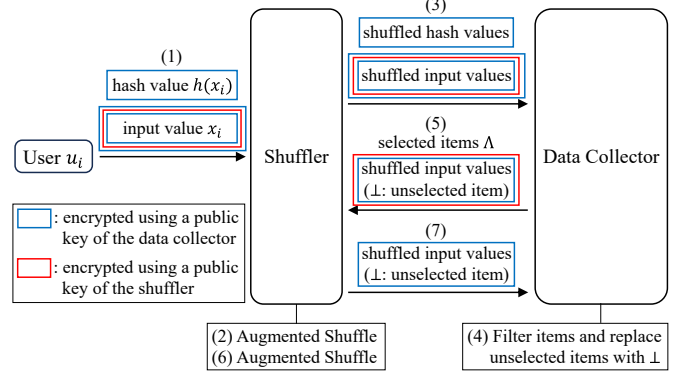 (1)
hash value h(x_i)
input value x_i
User u_i
Shuffler
(3)
shuffled hash values
shuffled input values
(5)
selected items Λ
shuffled input values
(⊥: unselected item)
(7)
shuffled input values
(⊥: unselected item)
Data Collector
: encrypted using a public
key of the data collector
: encrypted using a public
key of the shuffler
(2) Augmented Shuffle
(6) Augmented Shuffle
(4) Filter items and replace
unselected items with ⊥